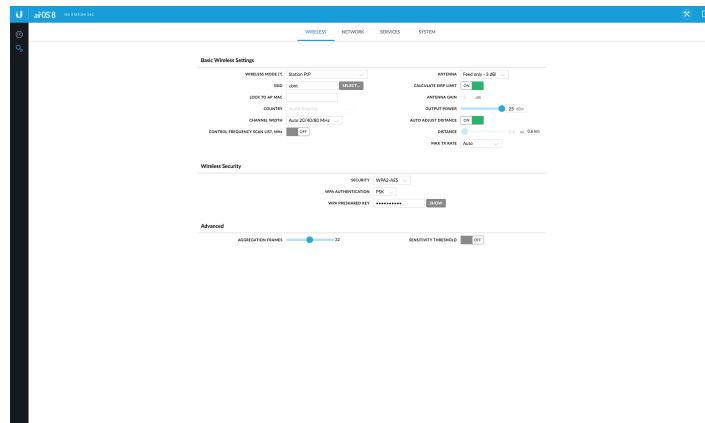 airOS 8
WIRELESS NETWORK SERVICES SYSTEM
Basic Wireless Settings
WIRELESS MODE [?] Station PtP
SSID ubnt SELECT...
LOCK TO AP MAC
COUNTRY
CHANNEL WIDTH Auto 20/40/80 MHz
CONTROL FREQUENCY SCAN LIST, MHz OFF
ANTENNA Feed only - 3 dBi
CALCULATE EIRP LIMIT ON
ANTENNA GAIN
OUTPUT POWER 25 dBm
AUTO ADJUST DISTANCE ON
DISTANCE 0.6 km
MAX TX RATE Auto
Wireless Security
SECURITY WPA2-AES
WPA AUTHENTICATION PSK
WPA PRESHARED KEY •••••••••• SHOW
Advanced
AGGREGATION FRAMES 32
SENSITIVITY THRESHOLD OFF